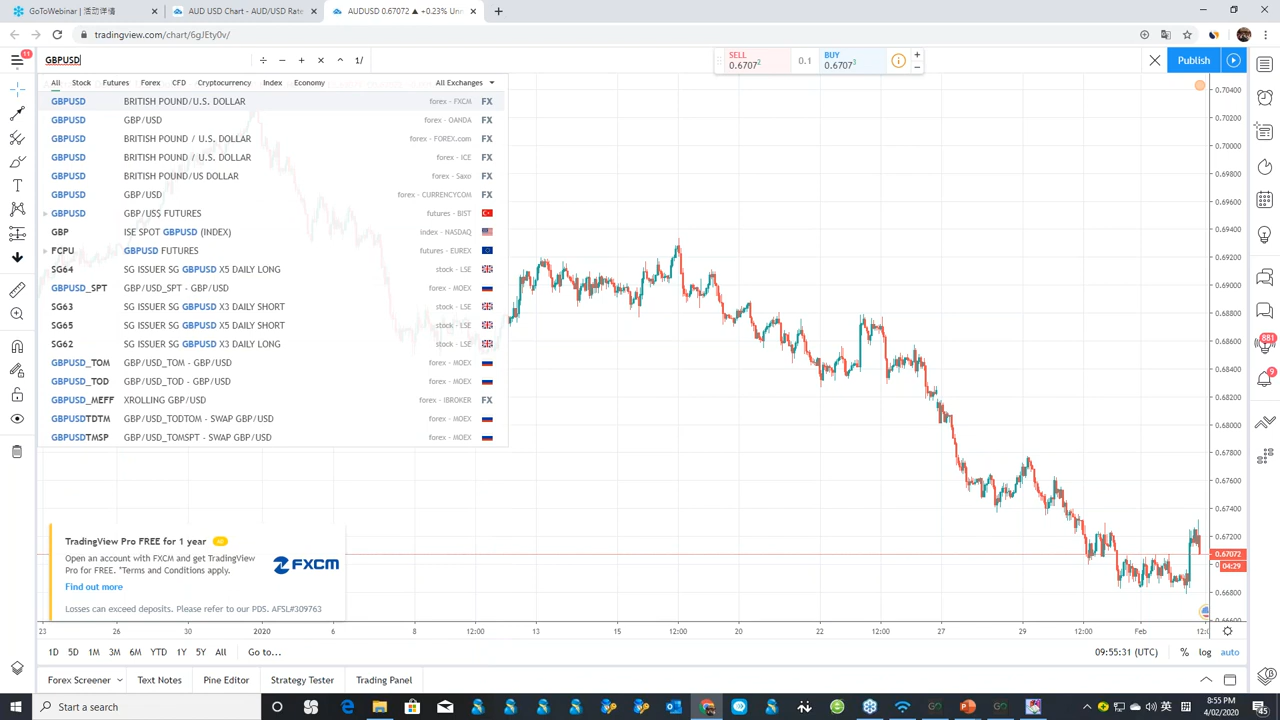 GoToWebinar | 活动详情
AUD USD Chart - AUD/USD Rate
AUDUSD 0.67072 ▲ +0.23% Un
tradingview.com/chart/6gJEty0v/
11
GBPUSD
÷ − + × ^ 1/
SELL
0.6707²
0.1
BUY
0.6707³
Publish
All Stock Futures Forex CFD Cryptocurrency Index Economy All Exchanges
GBPUSD BRITISH POUND/U.S. DOLLAR forex - FXCM FX
GBPUSD GBP/USD forex - OANDA FX
GBPUSD BRITISH POUND / U.S. DOLLAR forex - FOREX.com FX
GBPUSD BRITISH POUND / U.S. DOLLAR forex - ICE FX
GBPUSD BRITISH POUND/US DOLLAR forex - Saxo FX
GBPUSD GBP/USD forex - CURRENCYCOM FX
GBPUSD GBP/US$ FUTURES futures - BIST
GBP ISE SPOT GBPUSD (INDEX) index - NASDAQ
FCPU GBPUSD FUTURES futures - EUREX
SG64 SG ISSUER SG GBPUSD X5 DAILY LONG stock - LSE
GBPUSD_SPT GBP/USD_SPT - GBP/USD forex - MOEX
SG63 SG ISSUER SG GBPUSD X3 DAILY SHORT stock - LSE
SG65 SG ISSUER SG GBPUSD X5 DAILY SHORT stock - LSE
SG62 SG ISSUER SG GBPUSD X3 DAILY LONG stock - LSE
GBPUSD_TOM GBP/USD_TOM - GBP/USD forex - MOEX
GBPUSD_TOD GBP/USD_TOD - GBP/USD forex - MOEX
GBPUSD_MEFF XROLLING GBP/USD forex - IBROKER FX
GBPUSDTDTM GBP/USD_TODTOM - SWAP GBP/USD forex - MOEX
GBPUSDTMSP GBP/USD_TOMSPT - SWAP GBP/USD forex - MOEX
0.70400
0.70200
0.70000
0.69800
0.69600
0.69400
0.69200
0.69000
0.68800
0.68600
0.68400
0.68200
0.68000
0.67800
0.67600
0.67400
0.67200
0.67072
04:29
0.66800
881
9
TradingView Pro FREE for 1 year
Ad
Open an account with FXCM and get TradingView
Pro for FREE. *Terms and Conditions apply.
FXCM
Find out more
Losses can exceed deposits. Please refer to our PDS. AFSL#309763
23 26 30 2020 6 8 12:00 13 15 12:00 20 22 12:00 27 29 12:00 Feb
1D 5D 1M 3M 6M YTD 1Y 5Y All Go to...
09:55:31 (UTC) % log auto
Forex Screener Text Notes Pine Editor Strategy Tester Trading Panel
Start a search
英
8:55 PM
4/02/2020
45